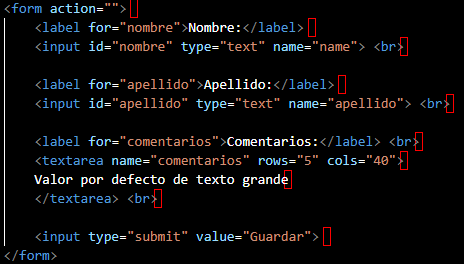 <form action="">
<label for="nombre">Nombre:</label>
<input id="nombre" type="text" name="name"> <br>
<label for="apellido">Apellido:</label>
<input id="apellido" type="text" name="apellido"> <br>
<label for="comentarios">Comentarios:</label> <br>
<textarea name="comentarios" rows="5" cols="40">
Valor por defecto de texto grande
</textarea> <br>
<input type="submit" value="Guardar">
</form>